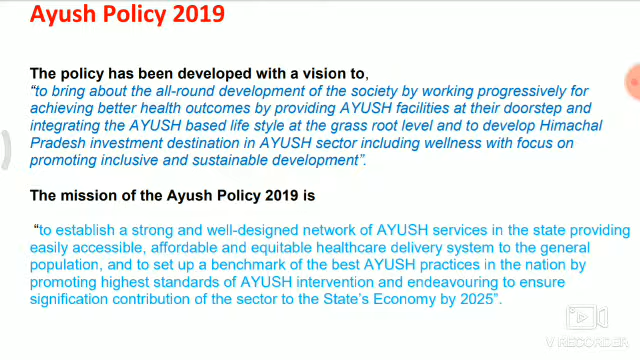 Ayush Policy 2019
The policy has been developed with a vision to,
“to bring about the all-round development of the society by working progressively for
achieving better health outcomes by providing AYUSH facilities at their doorstep and
integrating the AYUSH based life style at the grass root level and to develop Himachal
Pradesh investment destination in AYUSH sector including wellness with focus on
promoting inclusive and sustainable development”.
The mission of the Ayush Policy 2019 is
“to establish a strong and well-designed network of AYUSH services in the state providing
easily accessible, affordable and equitable healthcare delivery system to the general
population, and to set up a benchmark of the best AYUSH practices in the nation by
promoting highest standards of AYUSH intervention and endeavouring to ensure
signification contribution of the sector to the State’s Economy by 2025”.
V RECORDER